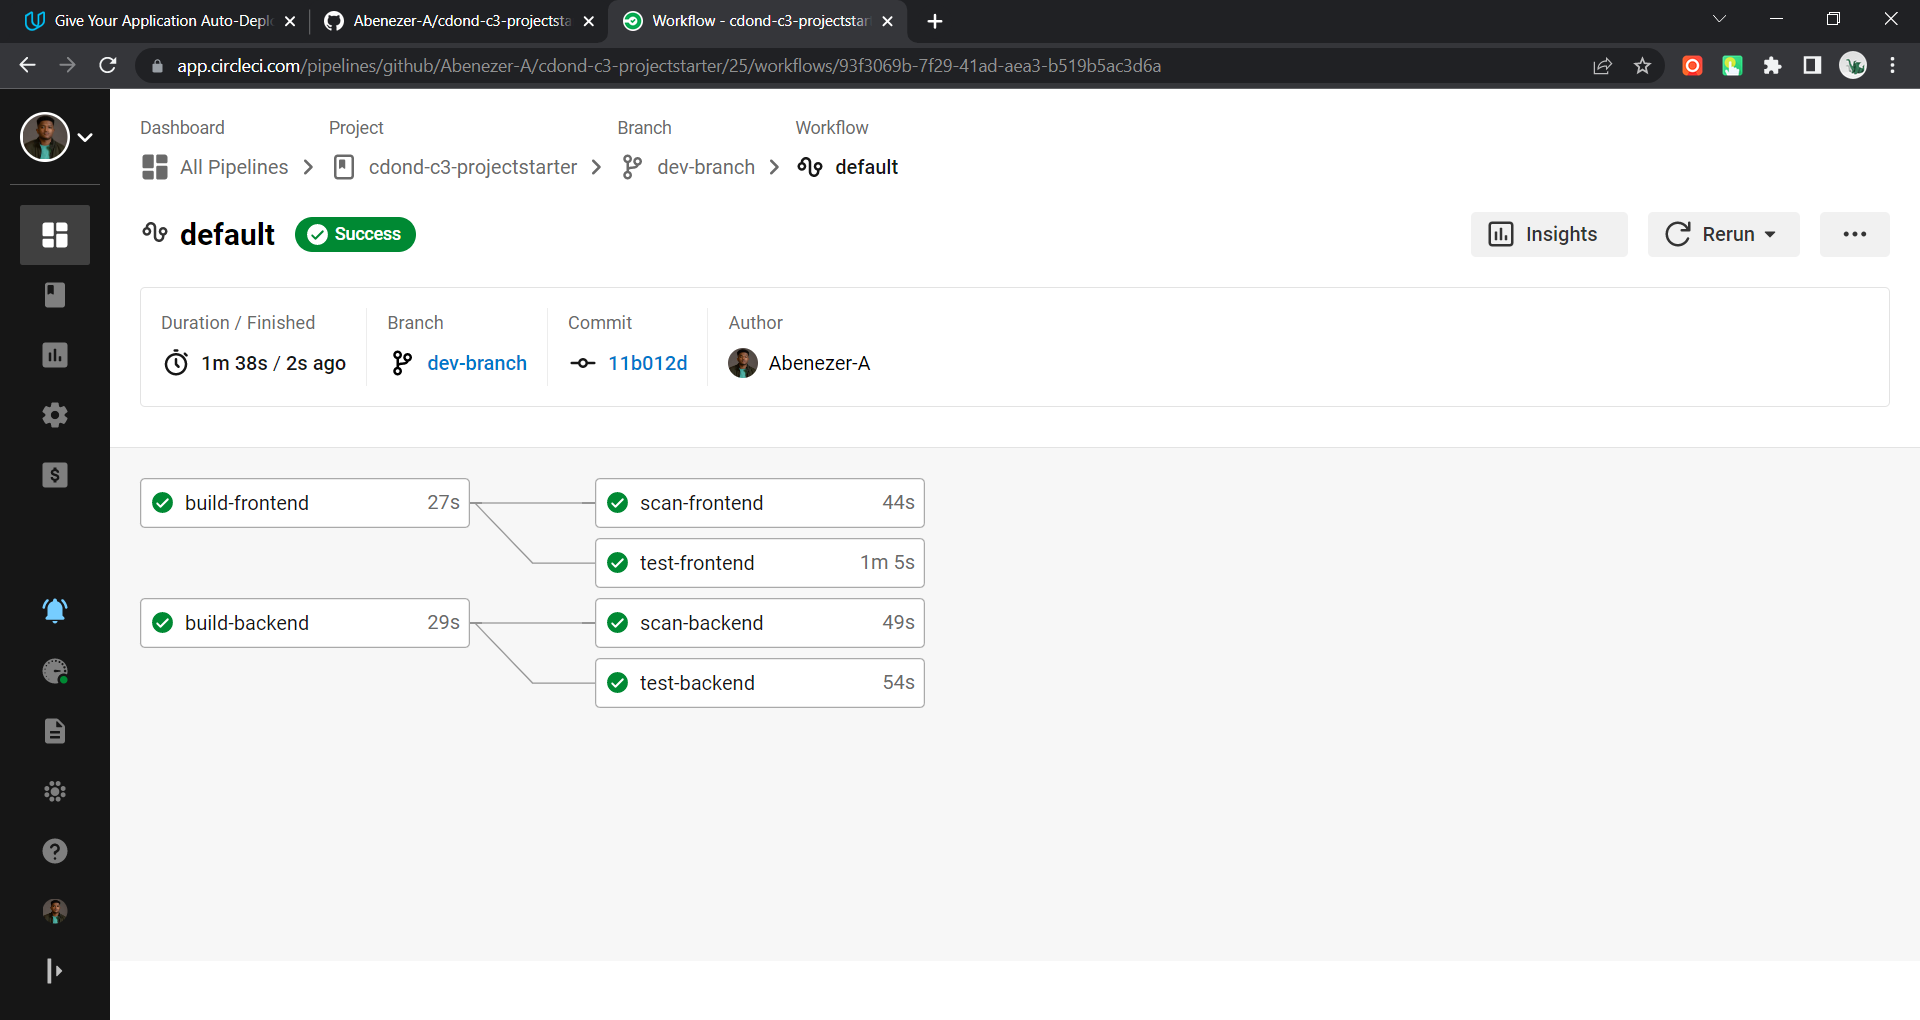 Give Your Application Auto-Depl
Abenezer-A/cdond-c3-projectsta
Workflow - cdond-c3-projectstar
app.circleci.com/pipelines/github/Abenezer-A/cdond-c3-projectstarter/25/workflows/93f3069b-7f29-41ad-aea3-b519b5ac3d6a
Dashboard Project Branch Workflow
All Pipelines cdond-c3-projectstarter dev-branch default
default Success Insights Rerun
Duration / Finished Branch Commit Author
1m 38s / 2s ago dev-branch 11b012d Abenezer-A
build-frontend 27s scan-frontend 44s
test-frontend 1m 5s
build-backend 29s scan-backend 49s
test-backend 54s